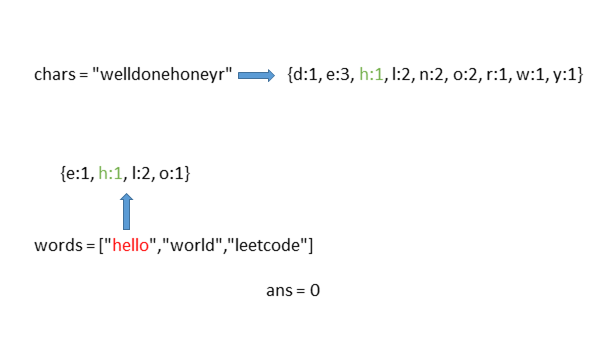 chars = "welldonehoneyr" {d:1, e:3, h:1, l:2, n:2, o:2, r:1, w:1, y:1}
{e:1, h:1, l:2, o:1}
words = ["hello","world","leetcode"]
ans = 0